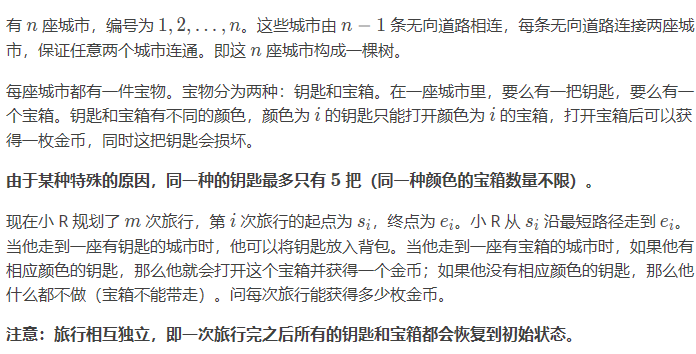 有 n 座城市，编号为 1, 2, . . . , n。这些城市由 n − 1 条无向道路相连，每条无向道路连接两座城
市，保证任意两个城市连通。即这 n 座城市构成一棵树。
每座城市都有一件宝物。宝物分为两种：钥匙和宝箱。在一座城市里，要么有一把钥匙，要么有一
个宝箱。钥匙和宝箱有不同的颜色，颜色为 i 的钥匙只能打开颜色为 i 的宝箱，打开宝箱后可以获
得一枚金币，同时这把钥匙会损坏。
由于某种特殊的原因，同一种的钥匙最多只有 5 把（同一种颜色的宝箱数量不限）。
现在小 R 规划了 m 次旅行，第 i 次旅行的起点为 sᵢ，终点为 eᵢ。小 R 从 sᵢ 沿最短路径走到 eᵢ。
当他走到一座有钥匙的城市时，他可以将钥匙放入背包。当他走到一座有宝箱的城市时，如果他有
相应颜色的钥匙，那么他就会打开这个宝箱并获得一个金币；如果他没有相应颜色的钥匙，那么他
什么都不做（宝箱不能带走）。问每次旅行能获得多少枚金币。
注意：旅行相互独立，即一次旅行完之后所有的钥匙和宝箱都会恢复到初始状态。